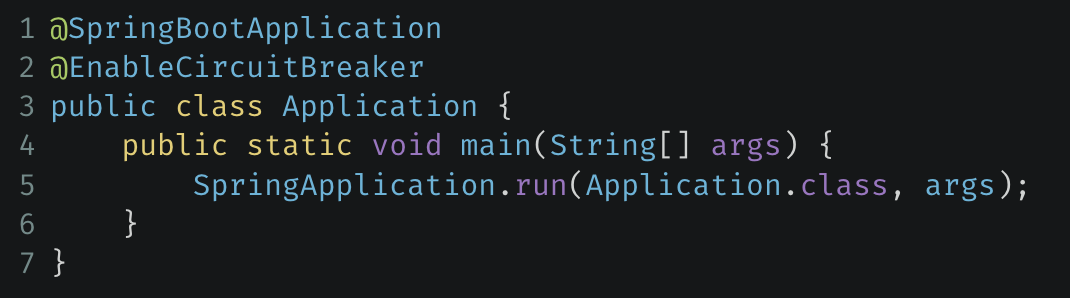 1 @SpringBootApplication
2 @EnableCircuitBreaker
3 public class Application {
4     public static void main(String[] args) {
5         SpringApplication.run(Application.class, args);
6     }
7 }